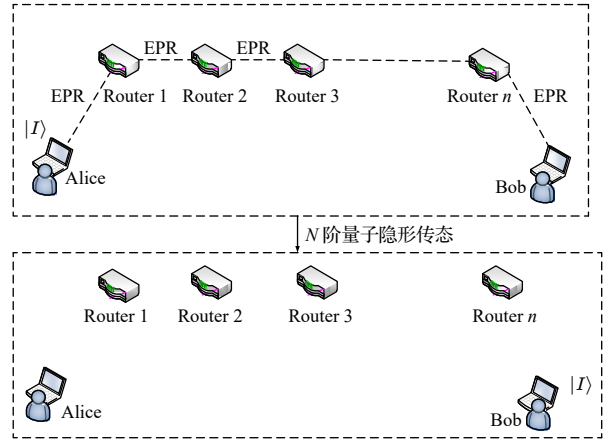 EPR EPR
Router 1 Router 2 Router 3 Router n
EPR EPR
|I⟩
Alice
Bob
N 阶量子隐形传态
Router 1 Router 2 Router 3 Router n
|I⟩
Alice
Bob